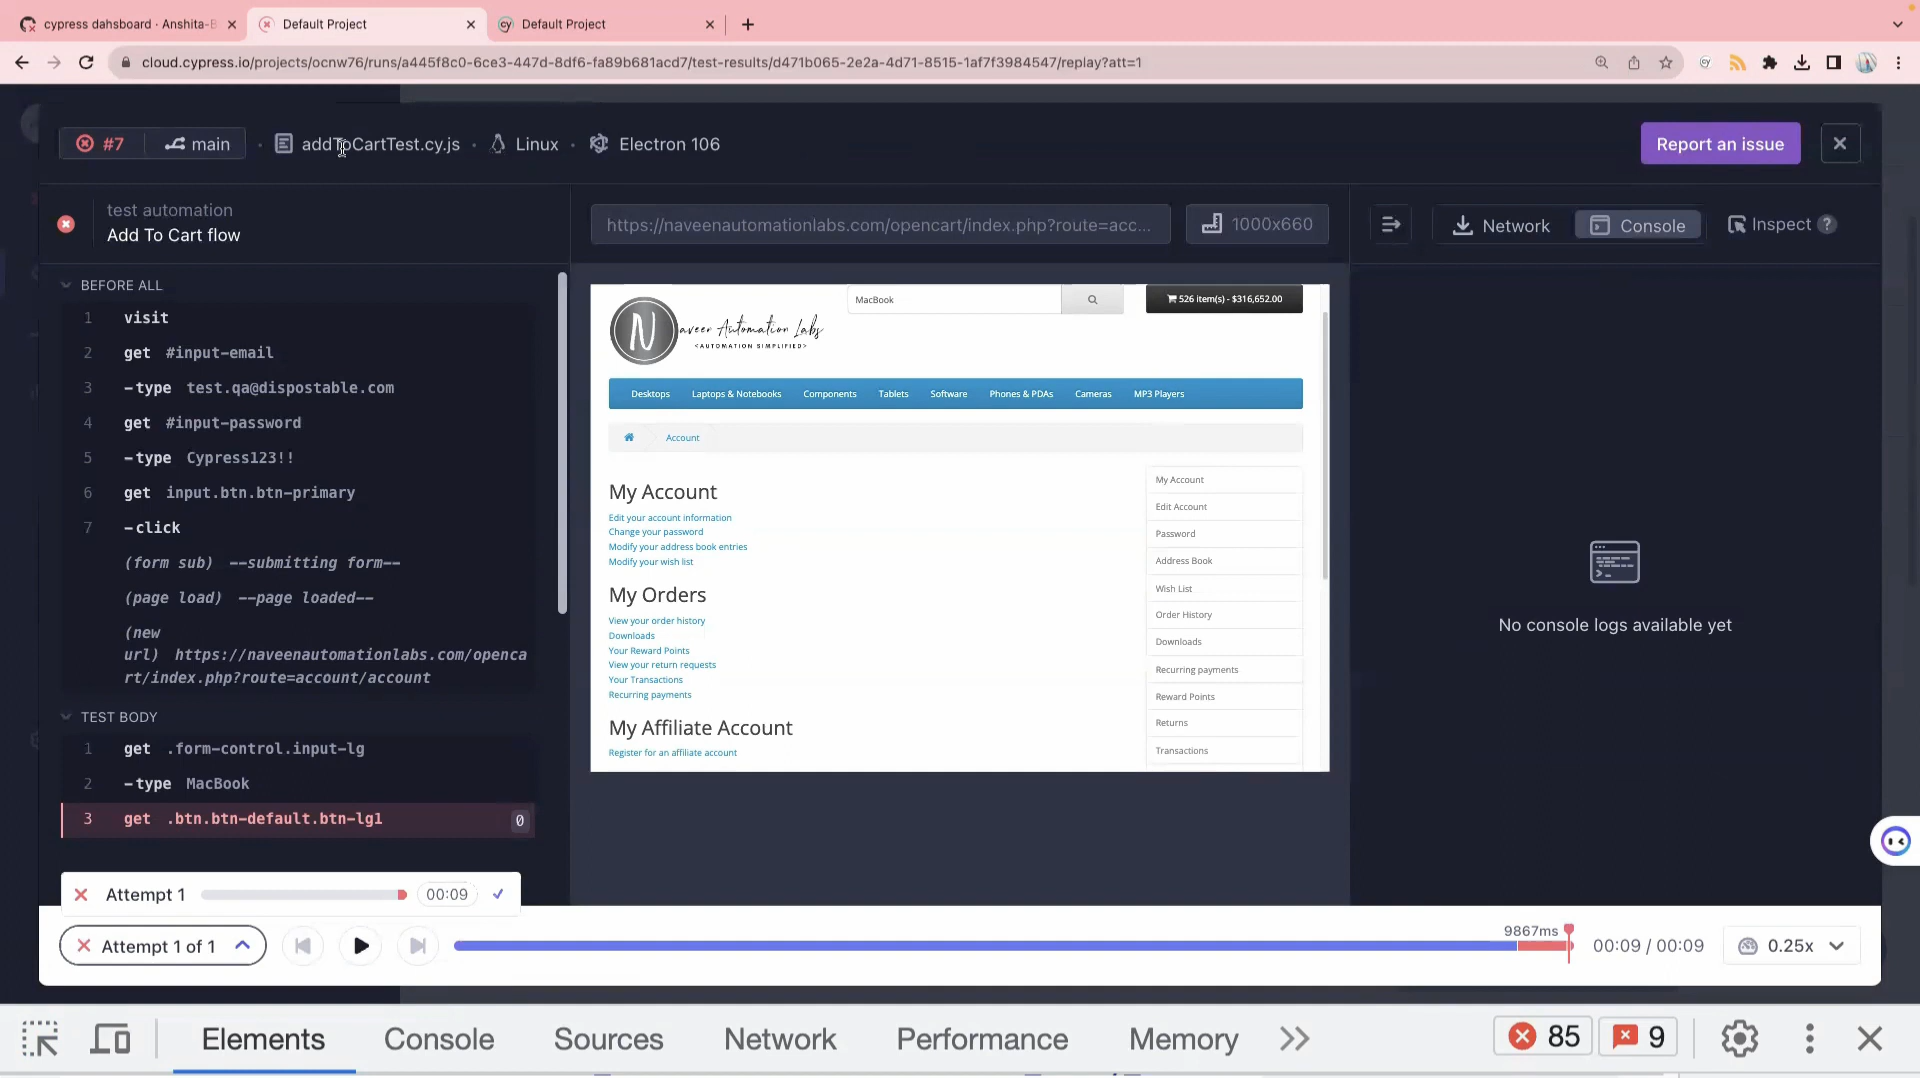 cypress dahsboard · Anshita-B
Default Project
Default Project
cloud.cypress.io/projects/ocnw76/runs/a445f8c0-6ce3-447d-8df6-fa89b681acd7/test-results/d471b065-2e2a-4d71-8515-1af7f3984547/replay?att=1
#7 main · addToCartTest.cy.js · Linux · Electron 106
Report an issue
test automation
Add To Cart flow
https://naveenautomationlabs.com/opencart/index.php?route=acc...
1000x660
Network
Console
Inspect ?
BEFORE ALL
1 visit
2 get #input-email
3 -type test.qa@dispostable.com
4 get #input-password
5 -type Cypress123!!
6 get input.btn.btn-primary
7 -click
(form sub) --submitting form--
(page load) --page loaded--
(new
url) https://naveenautomationlabs.com/openca
rt/index.php?route=account/account
TEST BODY
1 get .form-control.input-lg
2 -type MacBook
3 get .btn.btn-default.btn-lg1 0
MacBook
526 item(s) - $316,652.00
N
Naveen Automation Labs
<AUTOMATION SIMPLIFIED/>
Desktops Laptops & Notebooks Components Tablets Software Phones & PDAs Cameras MP3 Players
Account
My Account
Edit your account information
Change your password
Modify your address book entries
Modify your wish list
My Orders
View your order history
Downloads
Your Reward Points
View your return requests
Your Transactions
Recurring payments
My Affiliate Account
Register for an affiliate account
My Account
Edit Account
Password
Address Book
Wish List
Order History
Downloads
Recurring payments
Reward Points
Returns
Transactions
No console logs available yet
Attempt 1 00:09
Attempt 1 of 1
9867ms
00:09 / 00:09
0.25x
Elements Console Sources Network Performance Memory 85 9